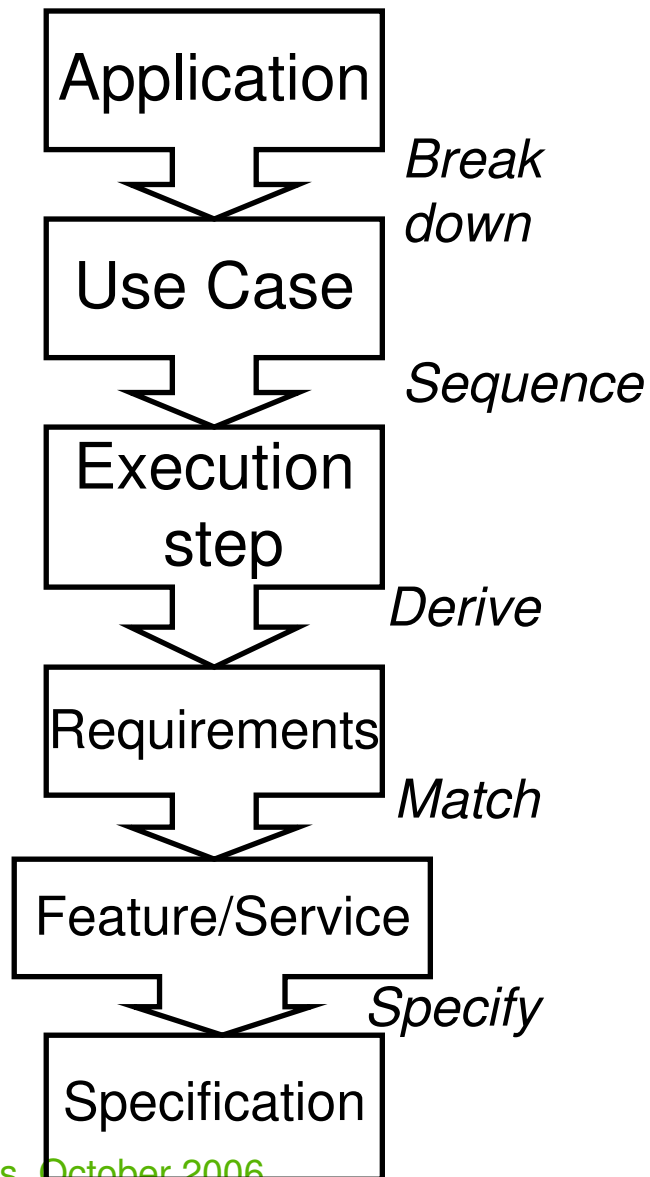 Application
Break
down
Use Case
Sequence
Execution
step
Derive
Requirements
Match
Feature/Service
Specify
Specification
October 2006